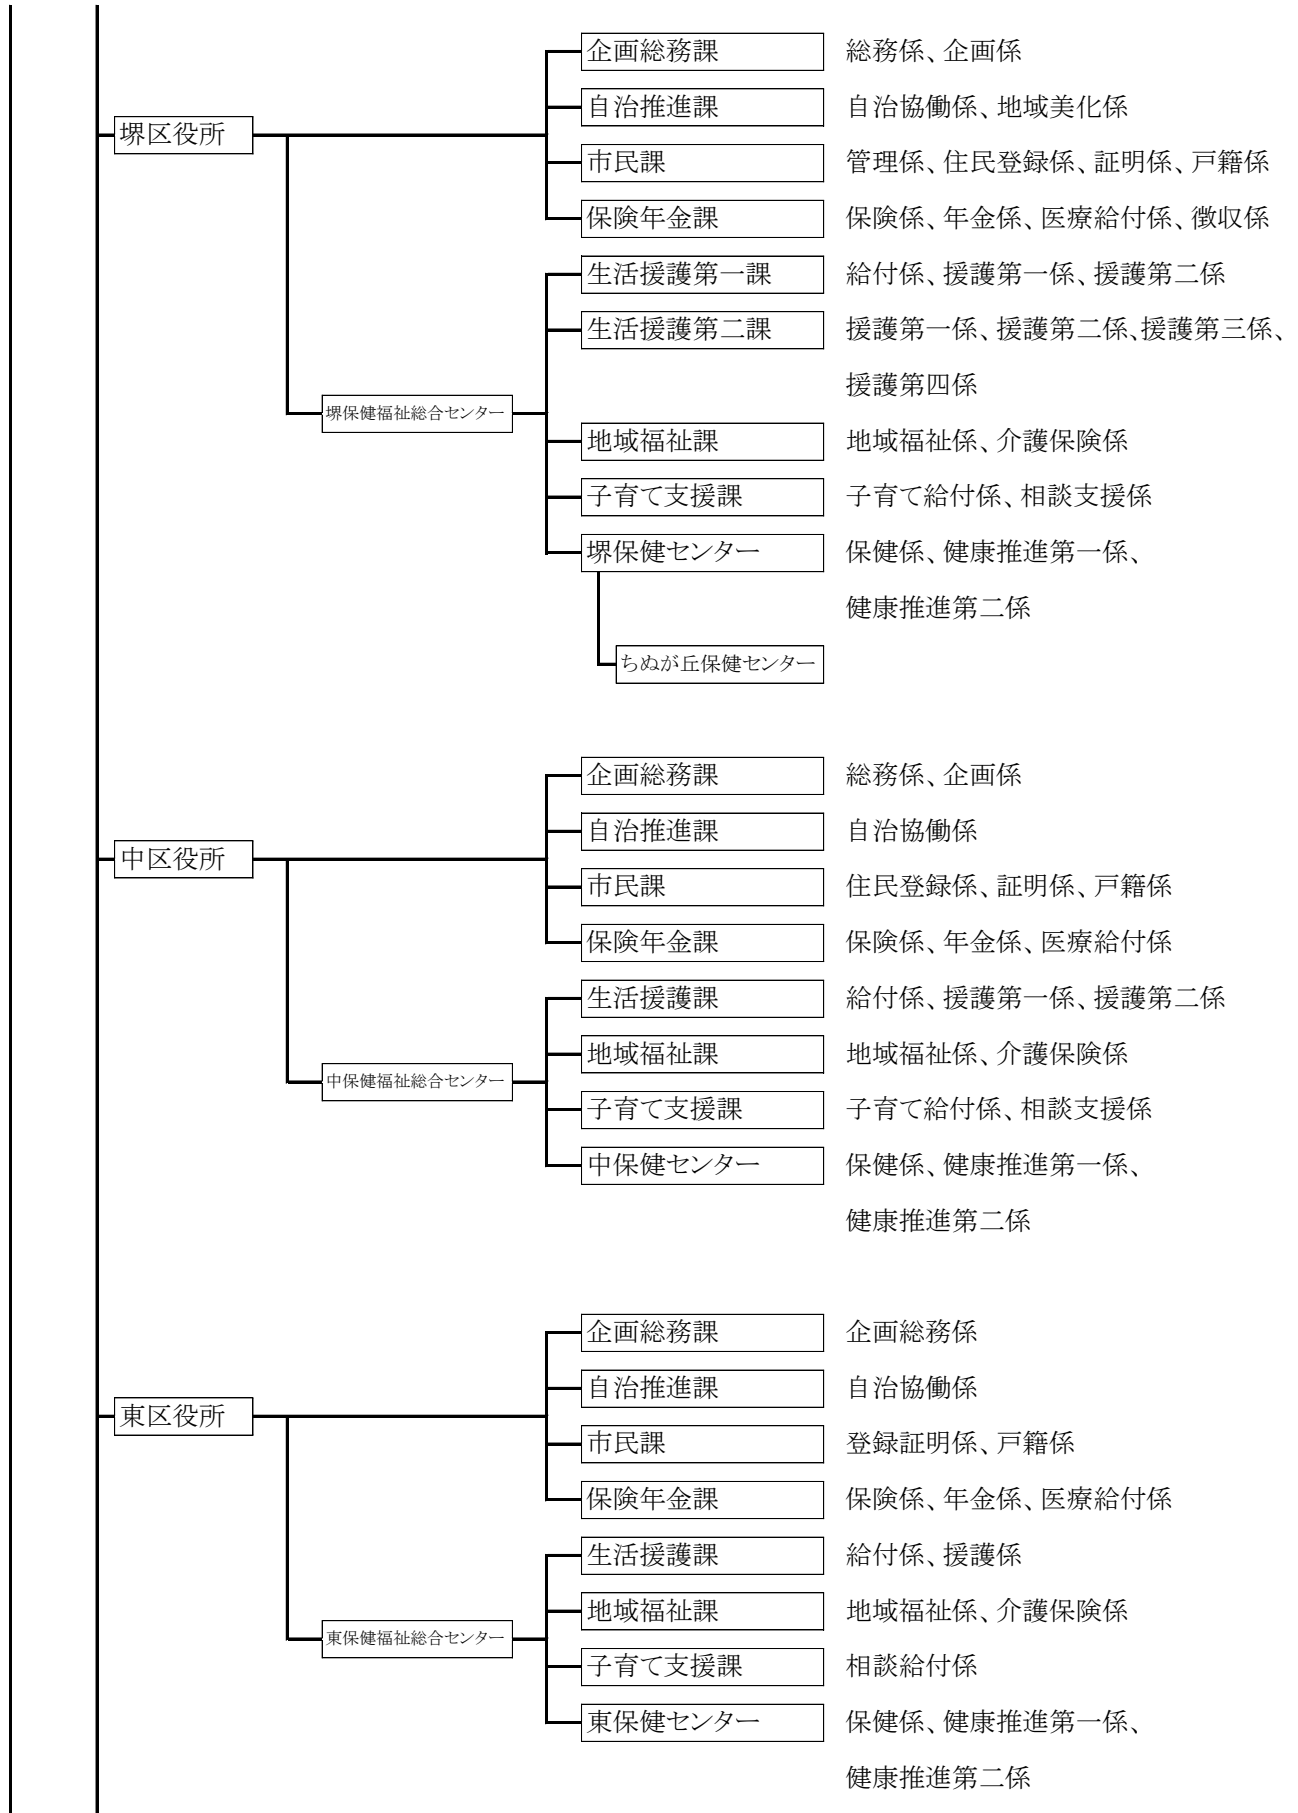 企画総務課 総務係、企画係
自治推進課 自治協働係、地域美化係
堺区役所
市民課 管理係、住民登録係、証明係、戸籍係
保険年金課 保険係、年金係、医療給付係、徴収係
生活援護第一課 給付係、援護第一係、援護第二係
生活援護第二課 援護第一係、援護第二係、援護第三係、
援護第四係
堺保健福祉総合センター
地域福祉課 地域福祉係、介護保険係
子育て支援課 子育て給付係、相談支援係
堺保健センター 保健係、健康推進第一係、
健康推進第二係
ちぬが丘保健センター
企画総務課 総務係、企画係
自治推進課 自治協働係
中区役所
市民課 住民登録係、証明係、戸籍係
保険年金課 保険係、年金係、医療給付係
生活援護課 給付係、援護第一係、援護第二係
地域福祉課 地域福祉係、介護保険係
中保健福祉総合センター
子育て支援課 子育て給付係、相談支援係
中保健センター 保健係、健康推進第一係、
健康推進第二係
企画総務課 企画総務係
自治推進課 自治協働係
東区役所
市民課 登録証明係、戸籍係
保険年金課 保険係、年金係、医療給付係
生活援護課 給付係、援護係
地域福祉課 地域福祉係、介護保険係
東保健福祉総合センター
子育て支援課 相談給付係
東保健センター 保健係、健康推進第一係、
健康推進第二係